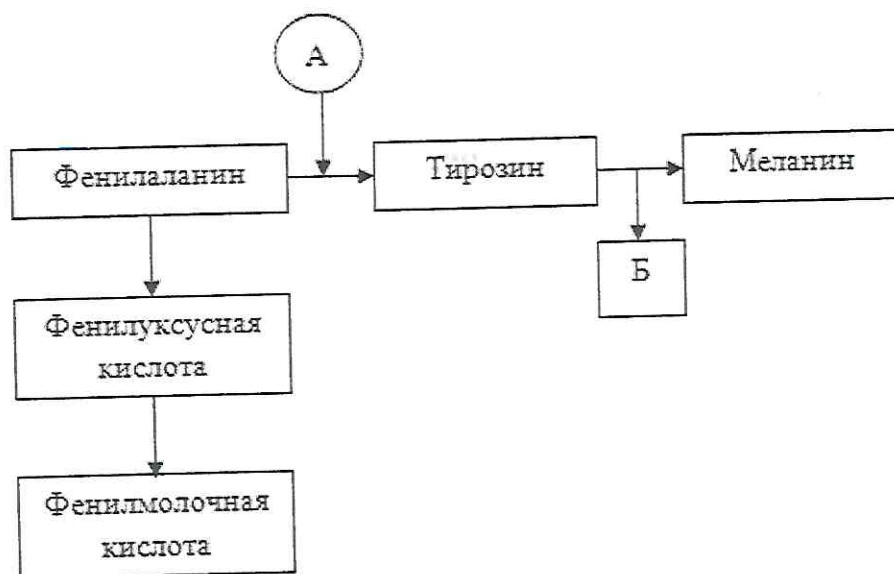 А
Фенилаланин
Тирозин
Меланин
Б
Фенилуксусная
кислота
Фенилмолочная
кислота